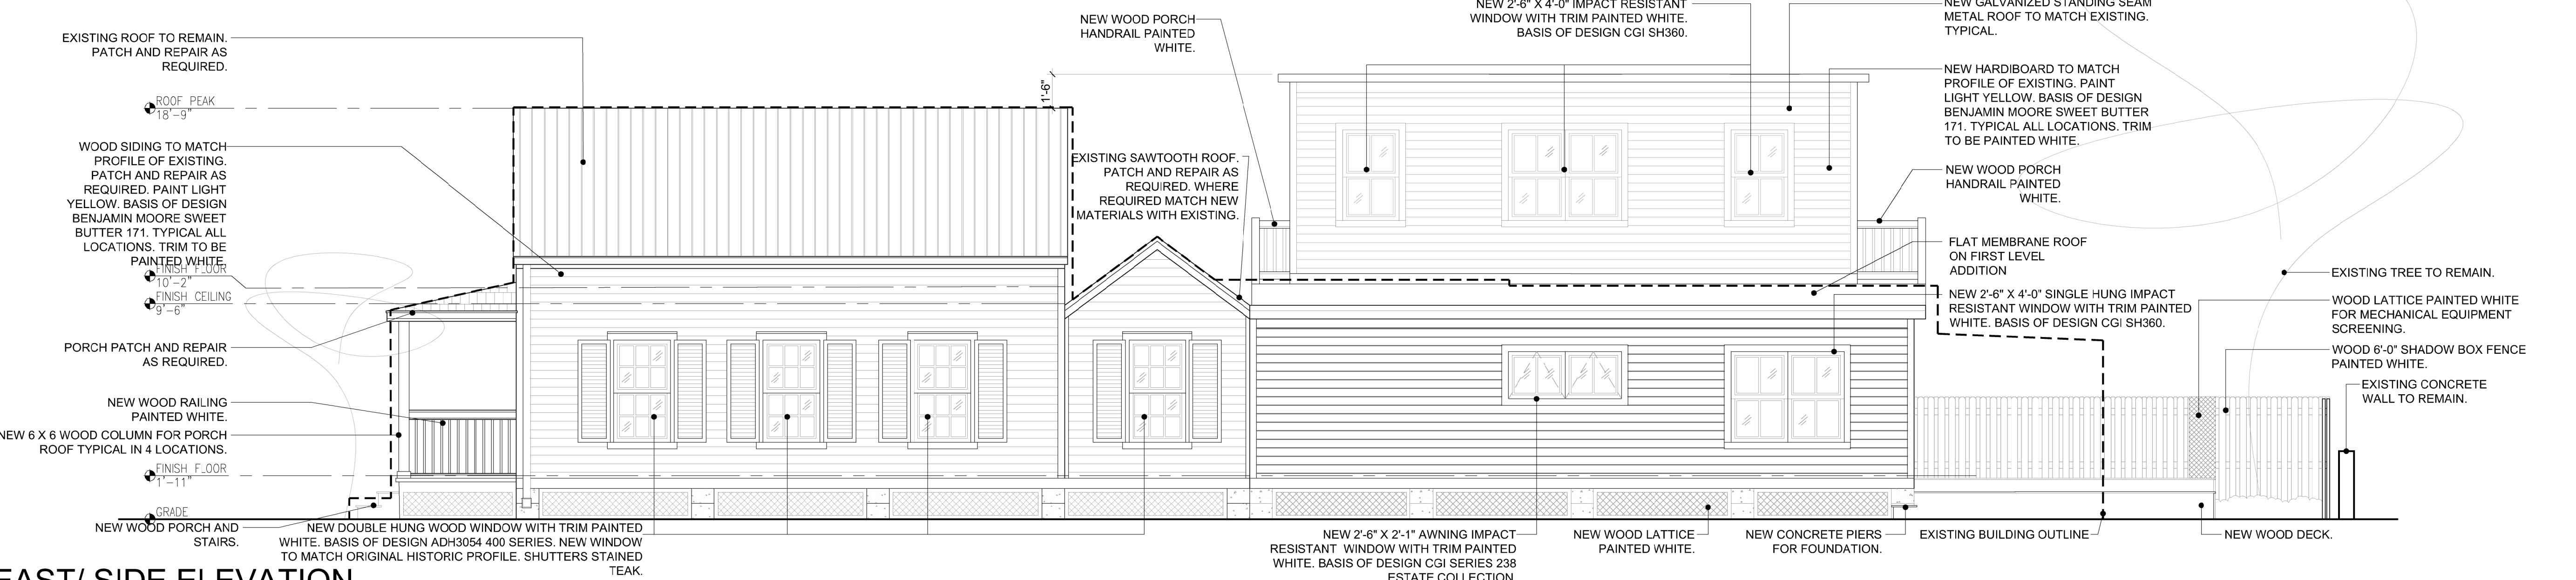 EXISTING ROOF TO REMAIN.
PATCH AND REPAIR AS
REQUIRED.
ROOF PEAK
18'-9"
WOOD SIDING TO MATCH
PROFILE OF EXISTING.
PATCH AND REPAIR AS
REQUIRED. PAINT LIGHT
YELLOW. BASIS OF DESIGN
BENJAMIN MOORE SWEET
BUTTER 171. TYPICAL ALL
LOCATIONS. TRIM TO BE
PAINTED WHITE.
FINISH FLOOR
10'-2"
FINISH CEILING
9'-6"
PORCH PATCH AND REPAIR
AS REQUIRED.
NEW WOOD RAILING
PAINTED WHITE.
NEW 6 X 6 WOOD COLUMN FOR PORCH
ROOF TYPICAL IN 4 LOCATIONS.
FINISH FLOOR
1'-11"
GRADE
NEW WOOD PORCH AND
STAIRS.
NEW DOUBLE HUNG WOOD WINDOW WITH TRIM PAINTED
WHITE. BASIS OF DESIGN ADH3054 400 SERIES. NEW WINDOW
TO MATCH ORIGINAL HISTORIC PROFILE. SHUTTERS STAINED
TEAK.
EAST/ SIDE ELEVATION
1'-6"
NEW WOOD PORCH
HANDRAIL PAINTED
WHITE.
EXISTING SAWTOOTH ROOF.
PATCH AND REPAIR AS
REQUIRED. WHERE
REQUIRED MATCH NEW
MATERIALS WITH EXISTING.
NEW 2'-6" X 4'-0" IMPACT RESISTANT
WINDOW WITH TRIM PAINTED WHITE.
BASIS OF DESIGN CGI SH360.
NEW GALVANIZED STANDING SEAM
METAL ROOF TO MATCH EXISTING.
TYPICAL.
NEW HARDIBOARD TO MATCH
PROFILE OF EXISTING. PAINT
LIGHT YELLOW. BASIS OF DESIGN
BENJAMIN MOORE SWEET BUTTER
171. TYPICAL ALL LOCATIONS. TRIM
TO BE PAINTED WHITE.
NEW WOOD PORCH
HANDRAIL PAINTED
WHITE.
FLAT MEMBRANE ROOF
ON FIRST LEVEL
ADDITION
NEW 2'-6" X 4'-0" SINGLE HUNG IMPACT
RESISTANT WINDOW WITH TRIM PAINTED
WHITE. BASIS OF DESIGN CGI SH360.
EXISTING TREE TO REMAIN.
WOOD LATTICE PAINTED WHITE
FOR MECHANICAL EQUIPMENT
SCREENING.
WOOD 6'-0" SHADOW BOX FENCE
PAINTED WHITE.
EXISTING CONCRETE
WALL TO REMAIN.
NEW 2'-6" X 2'-1" AWNING IMPACT
RESISTANT WINDOW WITH TRIM PAINTED
WHITE. BASIS OF DESIGN CGI SERIES 238
ESTATE COLLECTION.
NEW WOOD LATTICE
PAINTED WHITE.
NEW CONCRETE PIERS
FOR FOUNDATION.
EXISTING BUILDING OUTLINE
NEW WOOD DECK.